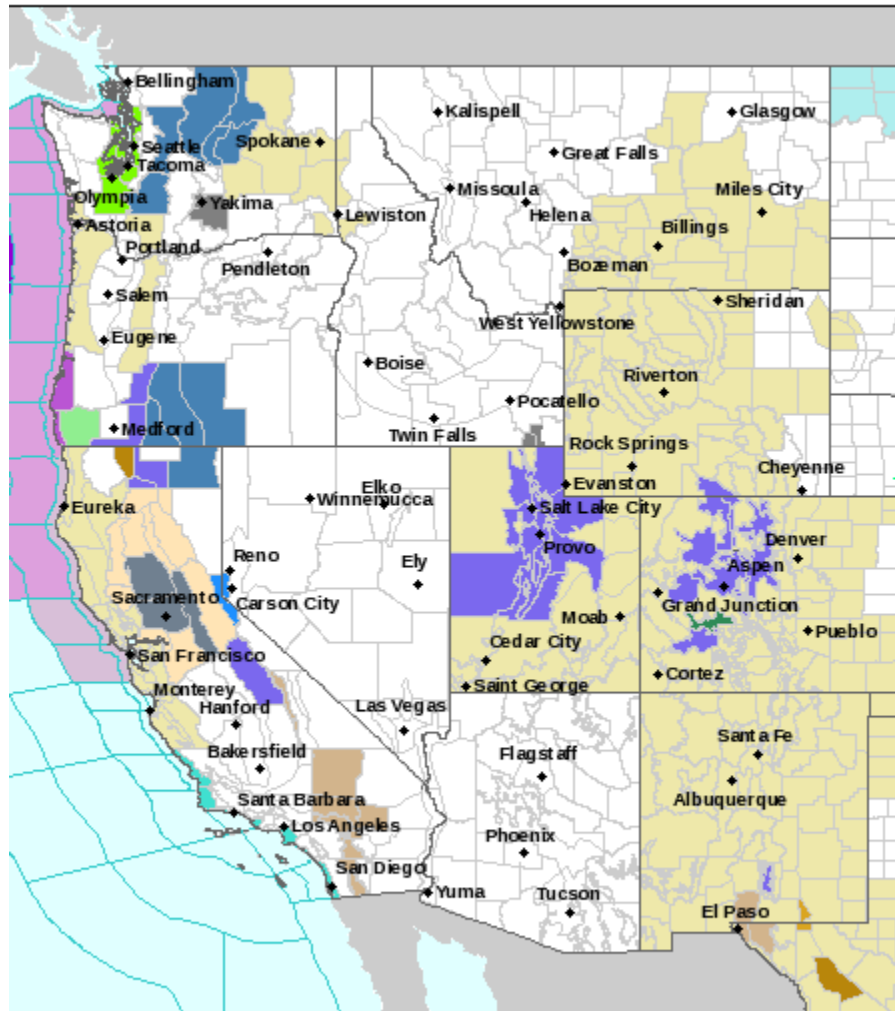 Bellingham
Kalispell
Glasgow
Seattle
Spokane
Tacoma
Great Falls
Missoula
Miles City
Olympia
Yakima
Lewiston
Helena
Astoria
Billings
Portland
Pendleton
Bozeman
Salem
Sheridan
West Yellowstone
Eugene
Boise
Riverton
Pocatello
Medford
Twin Falls
Rock Springs
Cheyenne
Evanston
Elko
Winnemucca
Eureka
Salt Lake City
Provo
Denver
Reno
Ely
Aspen
Sacramento
Carson City
Grand Junction
Moab
Pueblo
Cedar City
San Francisco
Cortez
Saint George
Monterey
Hanford
Las Vegas
Santa Fe
Bakersfield
Flagstaff
Albuquerque
Santa Barbara
Los Angeles
Phoenix
San Diego
Yuma
Tucson
El Paso